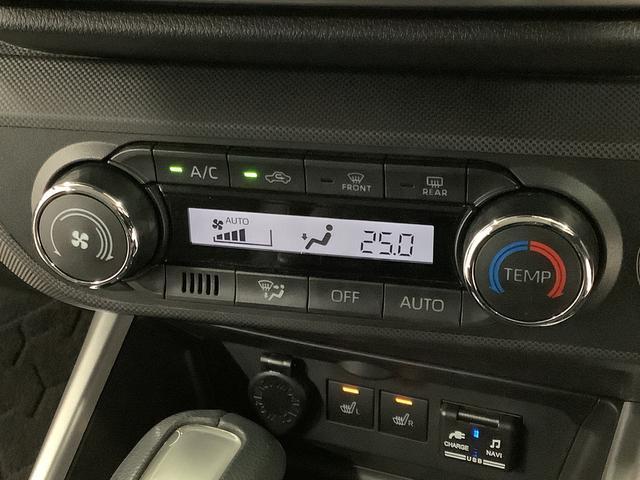 A/C
FRONT
REAR
AUTO
25.0
TEMP
OFF
AUTO
L
R
CHARGE
NAVI
USB